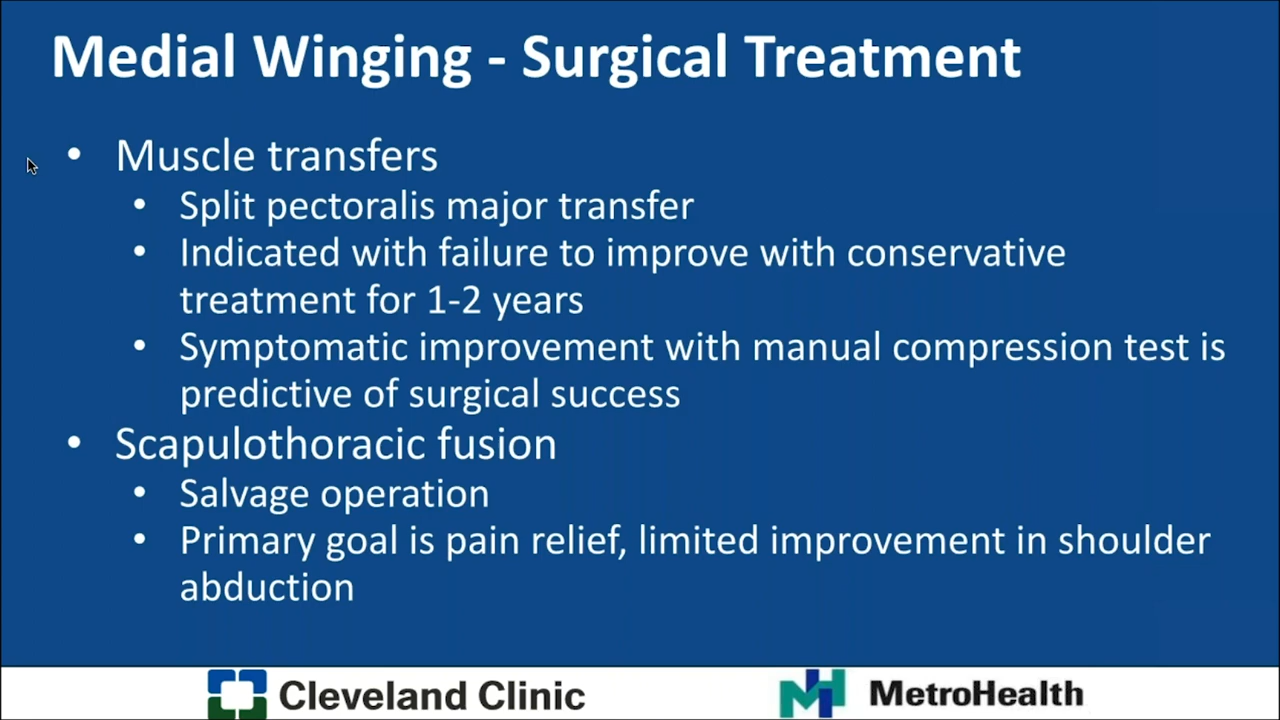 Medial Winging - Surgical Treatment
• Muscle transfers
• Split pectoralis major transfer
• Indicated with failure to improve with conservative
treatment for 1-2 years
• Symptomatic improvement with manual compression test is
predictive of surgical success
• Scapulothoracic fusion
• Salvage operation
• Primary goal is pain relief, limited improvement in shoulder
abduction
Cleveland Clinic
MetroHealth